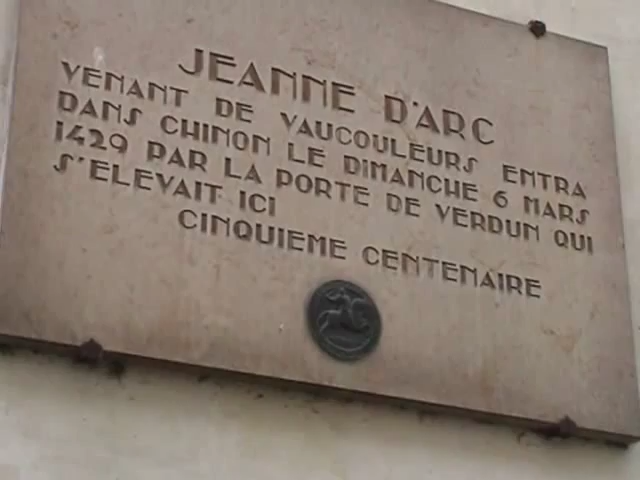 JEANNE D'ARC
VENANT DE VAUCOULEURS ENTRA
DANS CHINON LE DIMANCHE 6 MARS
1429 PAR LA PORTE DE VERDUN QUI
S'ELEVAIT ICI
CINQUIEME CENTENAIRE